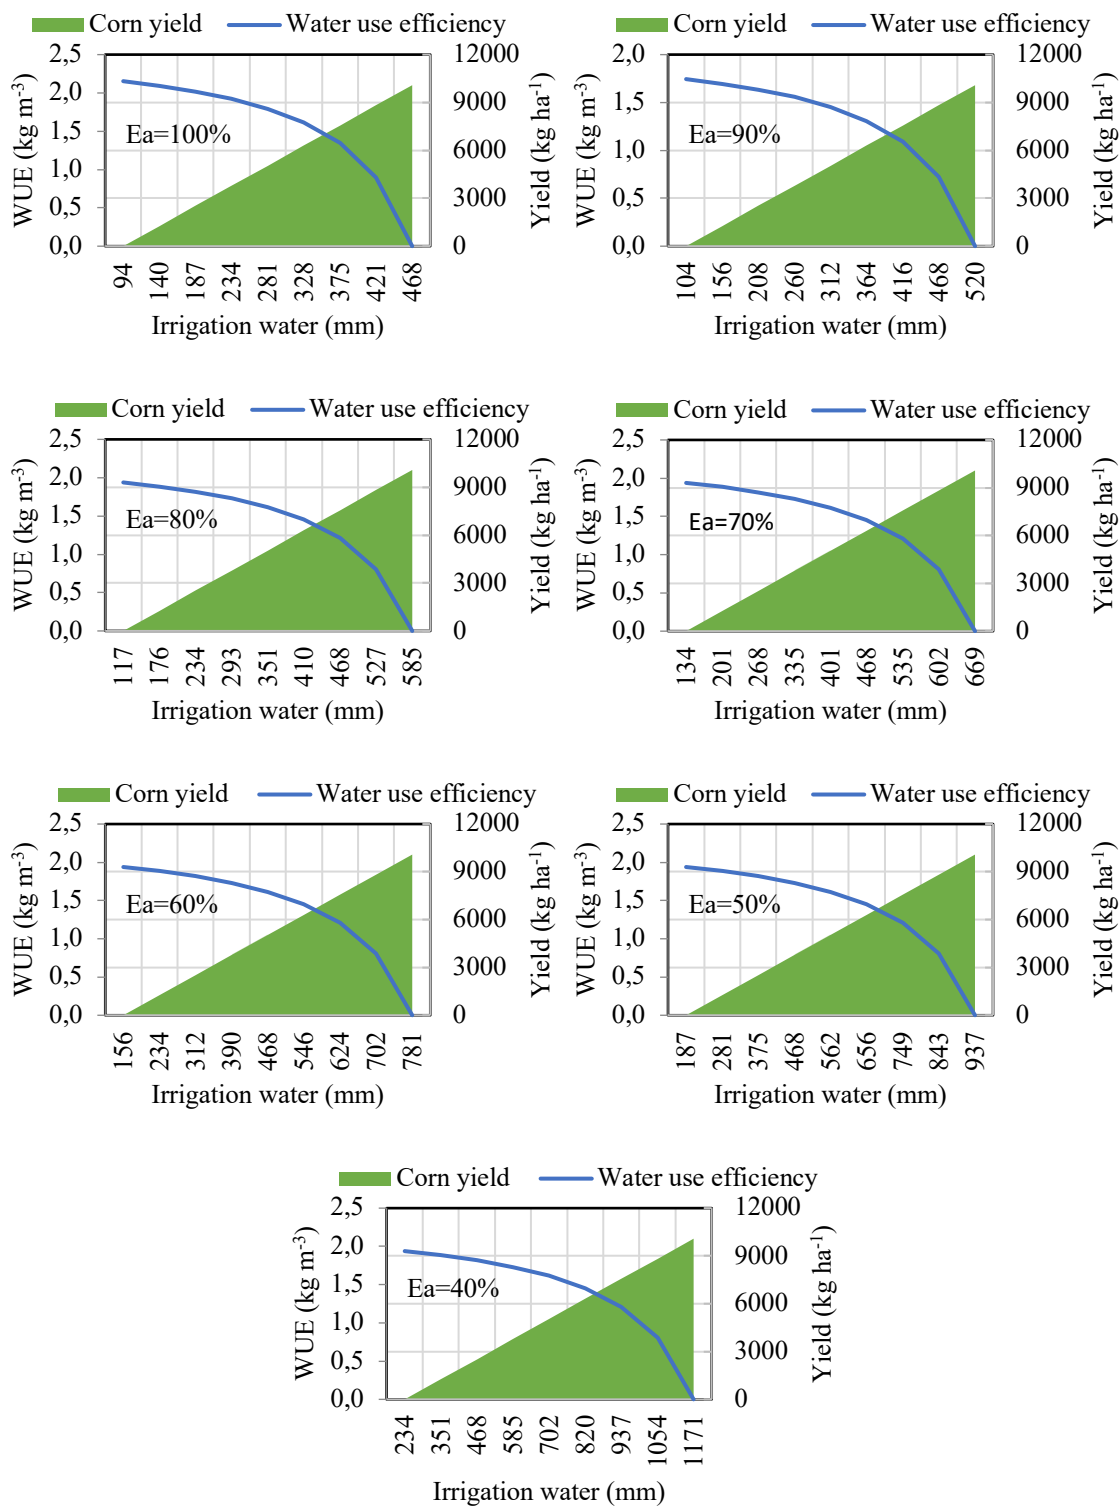 Corn yield Water use efficiency
WUE (kg m-3)
2,5
2,0
1,5
1,0
0,5
0,0
Ea=100%
12000
9000
6000
3000
0
Yield (kg ha-1)
94 140 187 234 281 328 375 421 468
Irrigation water (mm)
Corn yield Water use efficiency
WUE (kg m-3)
2,0
1,5
1,0
0,5
0,0
Ea=90%
12000
9000
6000
3000
0
Yield (kg ha-1)
104 156 208 260 312 364 416 468 520
Irrigation water (mm)
Corn yield Water use efficiency
WUE (kg m-3)
2,5
2,0
1,5
1,0
0,5
0,0
Ea=80%
12000
9000
6000
3000
0
Yield (kg ha-1)
117 176 234 293 351 410 468 527 585
Irrigation water (mm)
Corn yield Water use efficiency
WUE (kg m-3)
2,5
2,0
1,5
1,0
0,5
0,0
Ea=70%
12000
9000
6000
3000
0
Yield (kg ha-1)
134 201 268 335 401 468 535 602 669
Irrigation water (mm)
Corn yield Water use efficiency
WUE (kg m-3)
2,5
2,0
1,5
1,0
0,5
0,0
Ea=60%
12000
9000
6000
3000
0
Yield (kg ha-1)
156 234 312 390 468 546 624 702 781
Irrigation water (mm)
Corn yield Water use efficiency
WUE (kg m-3)
2,5
2,0
1,5
1,0
0,5
0,0
Ea=50%
12000
9000
6000
3000
0
Yield (kg ha-1)
187 281 375 468 562 656 749 843 937
Irrigation water (mm)
Corn yield Water use efficiency
WUE (kg m-3)
2,5
2,0
1,5
1,0
0,5
0,0
Ea=40%
12000
9000
6000
3000
0
Yield (kg ha-1)
234 351 468 585 702 820 937 1054 1171
Irrigation water (mm)